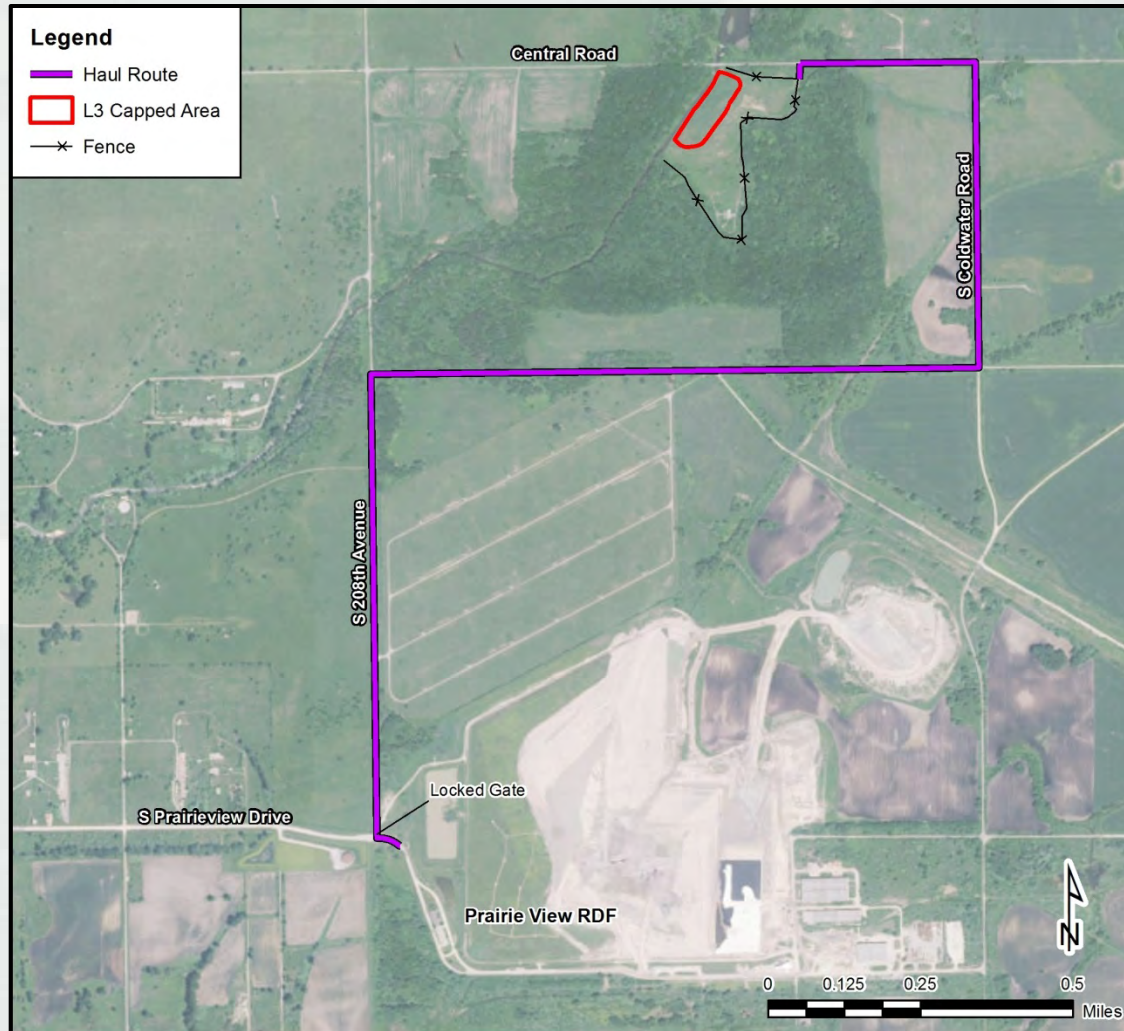 Legend
Haul Route
L3 Capped Area
Fence
Central Road
S Coldwater Road
S 208th Avenue
Locked Gate
S Prairieview Drive
Prairie View RDF
N
0 0.125 0.25 0.5
Miles